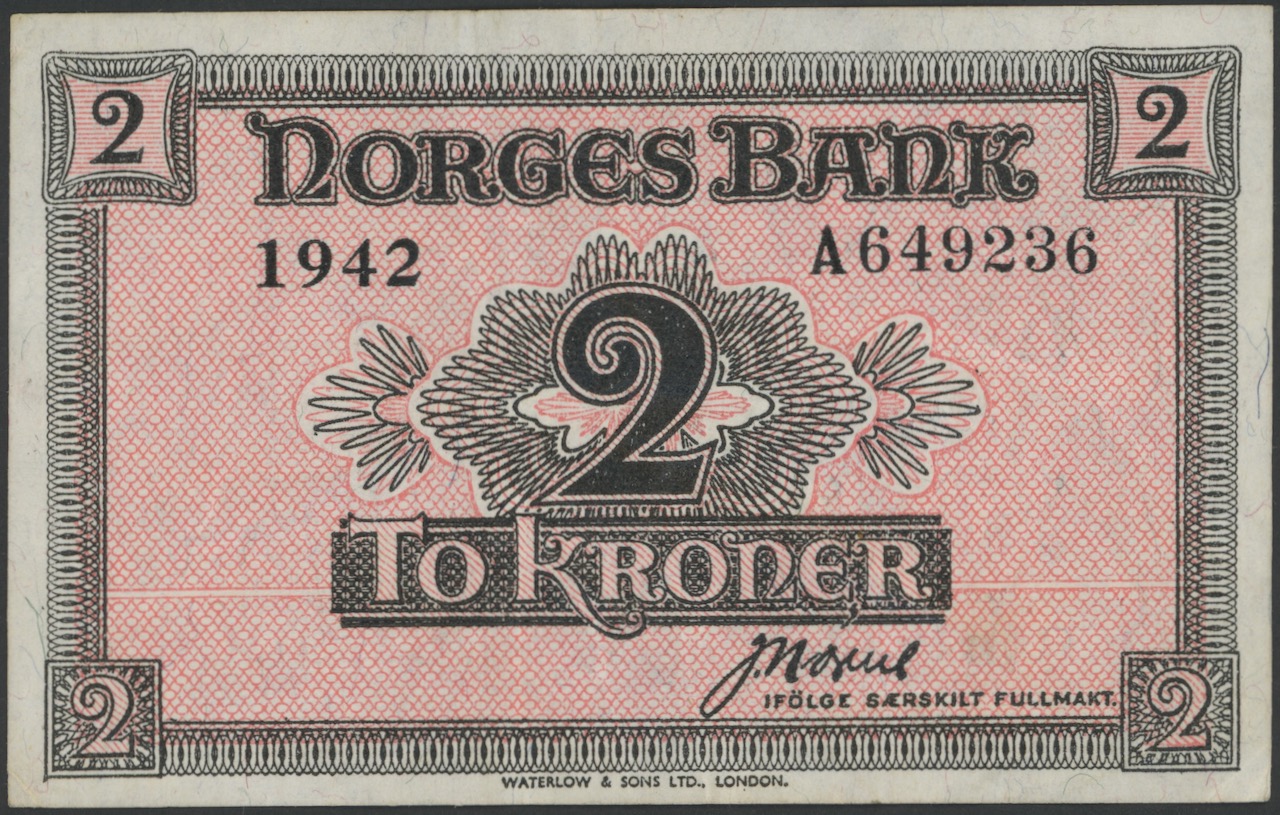 2 2
NORGES BANK
1942 A649236
2
TO KRONER
IFÖLGE SÆRSKILT FULLMAKT.
2 2
WATERLOW & SONS LTD., LONDON.